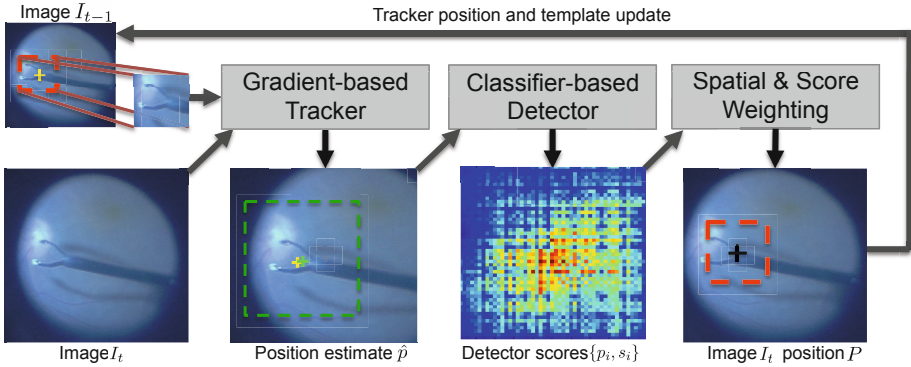 Image I_{t-1}
Tracker position and template update
Gradient-based
Tracker
Classifier-based
Detector
Spatial & Score
Weighting
Image I_t
Position estimate p̂
Detector scores {p_i, s_i}
Image I_t position P